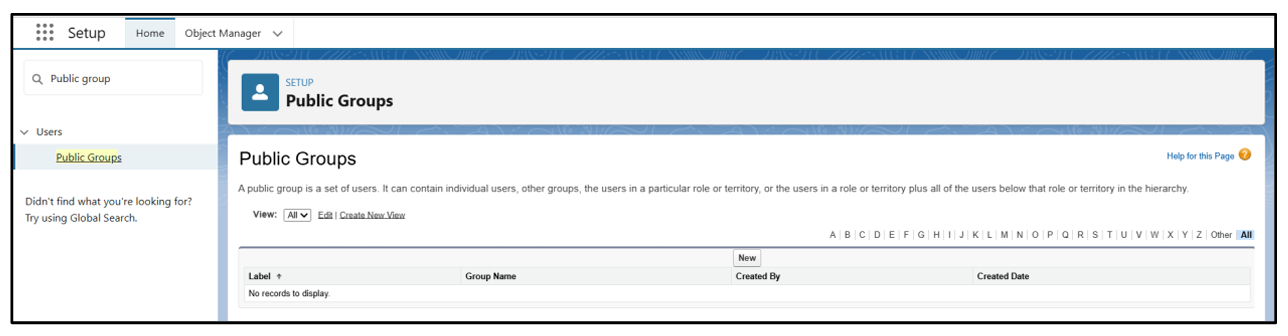 Setup Home Object Manager
Public group
Users
Public Groups
Didn't find what you're looking for?
Try using Global Search.
SETUP
Public Groups
Public Groups
Help for this Page ?
A public group is a set of users. It can contain individual users, other groups, the users in a particular role or territory, or the users in a role or territory plus all of the users below that role or territory in the hierarchy.
View: All Edit | Create New View
A | B | C | D | E | F | G | H | I | J | K | L | M | N | O | P | Q | R | S | T | U | V | W | X | Y | Z | Other All
New
Label ↑ Group Name Created By Created Date
No records to display.